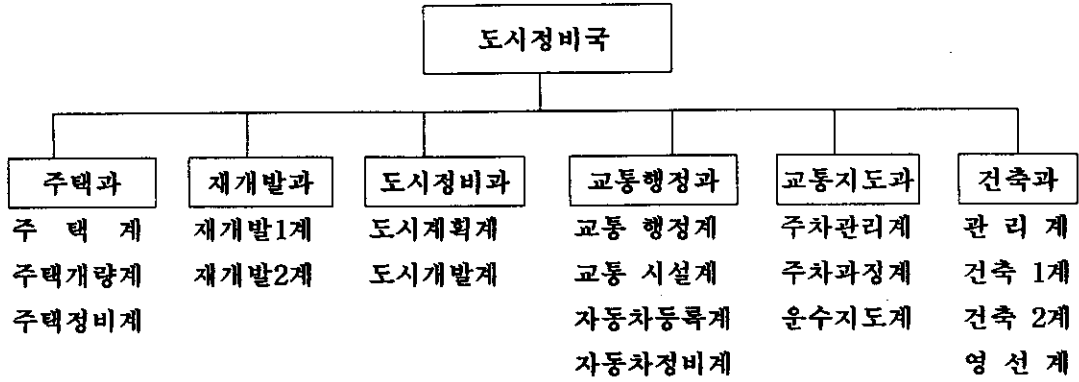 도시정비국
주택과 재개발과 도시정비과 교통행정과 교통지도과 건축과
주 택 계 재개발1계 도시계획계 교통 행정계 주차관리계 관 리 계
주택개량계 재개발2계 도시개발계 교통 시설계 주차과징계 건축 1계
주택정비계 자동차등록계 운수지도계 건축 2계
자동차정비계 영 선 계